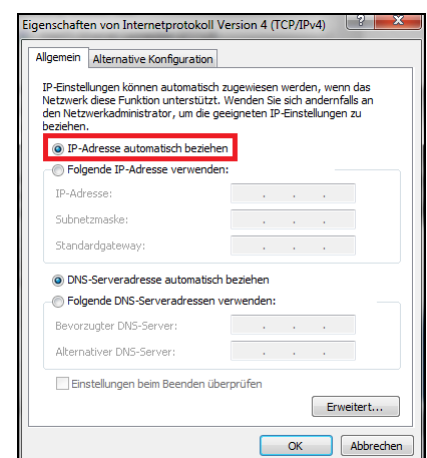 Eigenschaften von Internetprotokoll Version 4 (TCP/IPv4)
Allgemein Alternative Konfiguration
IP-Einstellungen können automatisch zugewiesen werden, wenn das
Netzwerk diese Funktion unterstützt. Wenden Sie sich andernfalls an
den Netzwerkadministrator, um die geeigneten IP-Einstellungen zu
beziehen.
IP-Adresse automatisch beziehen
Folgende IP-Adresse verwenden:
IP-Adresse:
Subnetzmaske:
Standardgateway:
DNS-Serveradresse automatisch beziehen
Folgende DNS-Serveradressen verwenden:
Bevorzugter DNS-Server:
Alternativer DNS-Server:
Einstellungen beim Beenden überprüfen
Erweitert...
OK Abbrechen